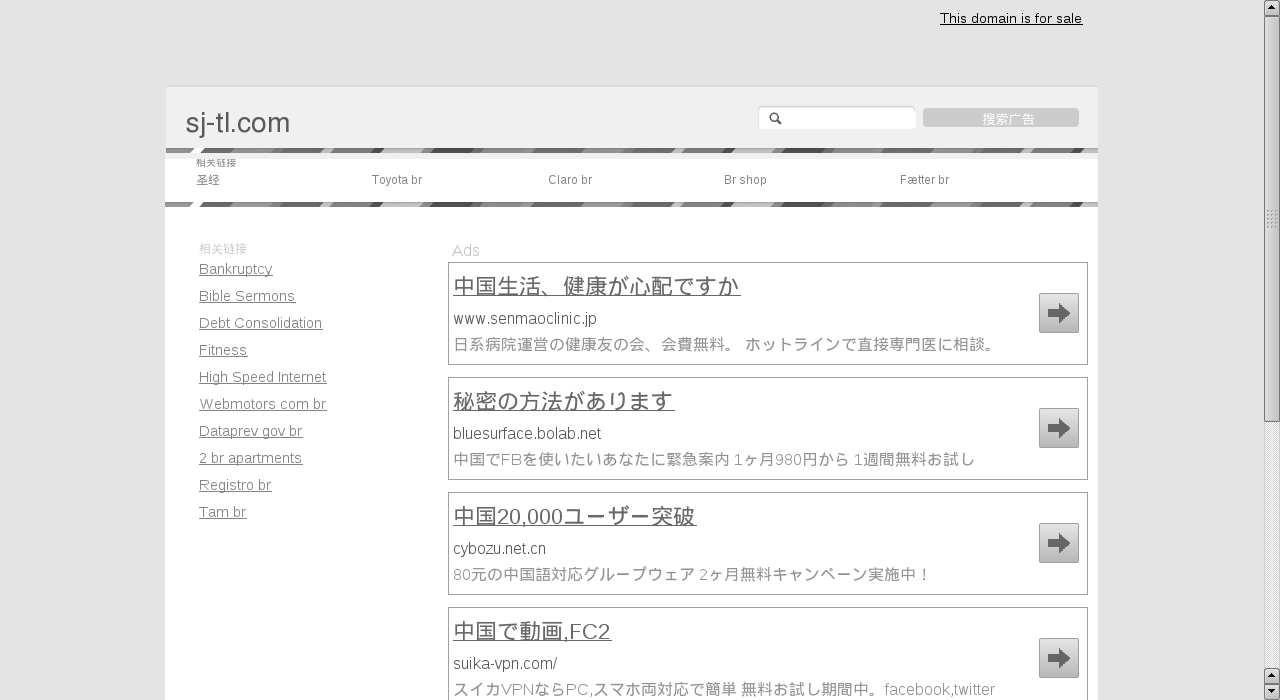 This domain is for sale
sj-tl.com
搜索广告
相关链接
圣经 Toyota br Claro br Br shop Fætter br
相关链接
Bankruptcy
Bible Sermons
Debt Consolidation
Fitness
High Speed Internet
Webmotors com br
Dataprev gov br
2 br apartments
Registro br
Tam br
Ads
中国生活、健康が心配ですか
www.senmaoclinic.jp
日系病院運営の健康友の会、会費無料。 ホットラインで直接専門医に相談。
秘密の方法があります
bluesurface.bolab.net
中国でFBを使いたいあなたに緊急案内 1ヶ月980円から 1週間無料お試し
中国20,000ユーザー突破
cybozu.net.cn
80元の中国語対応グループウェア 2ヶ月無料キャンペーン実施中！
中国で動画,FC2
suika-vpn.com/
スイカVPNならPC,スマホ両対応で簡単 無料お試し期間中。facebook,twitter